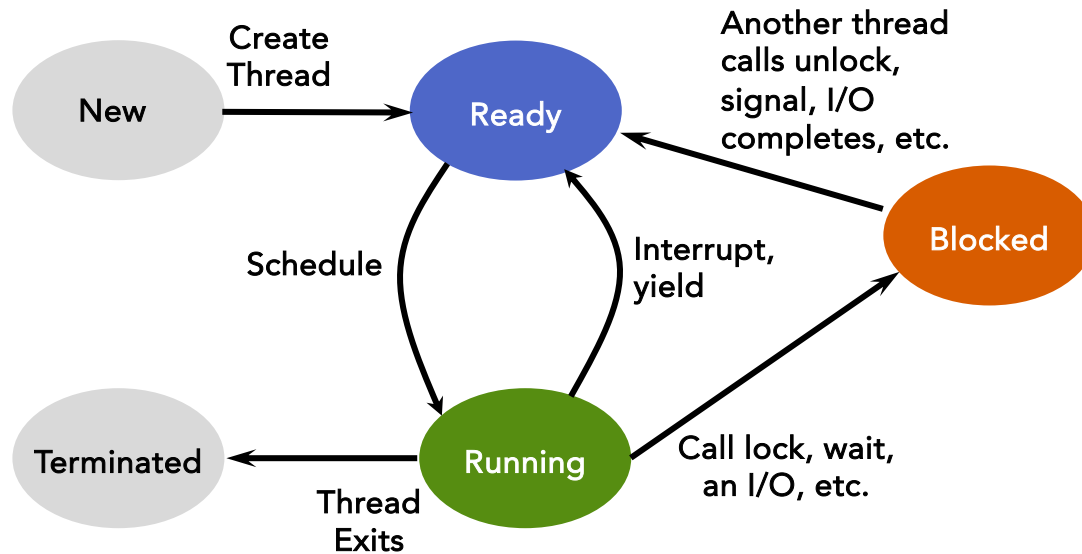 New
Create
Thread
Ready
Another thread
calls unlock,
signal, I/O
completes, etc.
Blocked
Schedule
Interrupt,
yield
Terminated
Thread
Exits
Running
Call lock, wait,
an I/O, etc.